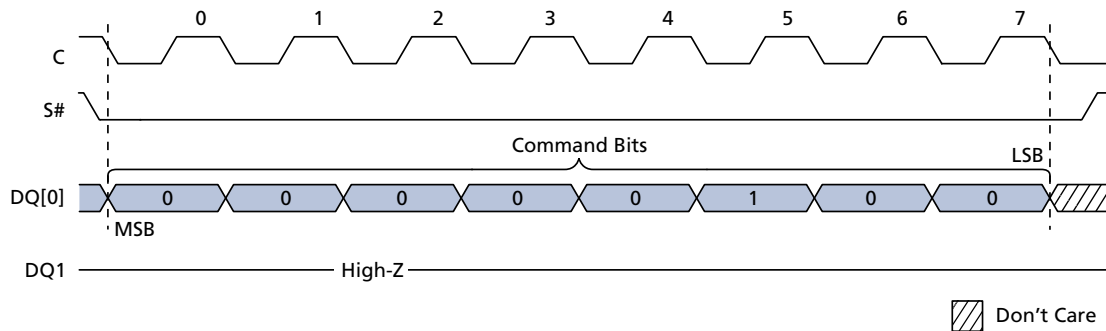 0 1 2 3 4 5 6 7
C
S#
Command Bits
LSB
DQ[0] 0 0 0 0 0 1 0 0
MSB
DQ1 High-Z
Don't Care